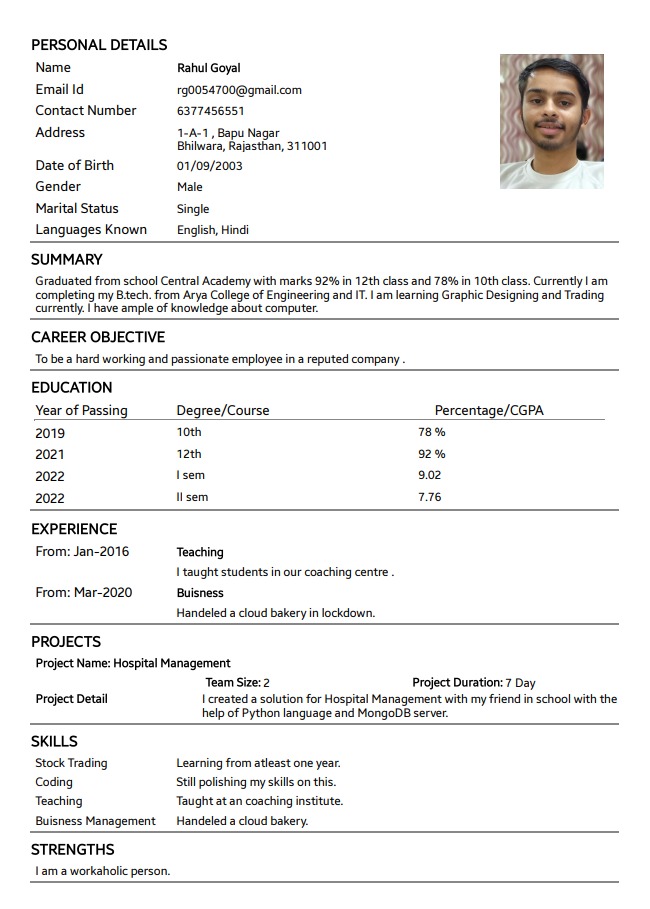 PERSONAL DETAILS
Name Rahul Goyal
Email Id rg0054700@gmail.com
Contact Number 6377456551
Address 1-A-1 , Bapu Nagar
Bhilwara, Rajasthan, 311001
Date of Birth 01/09/2003
Gender Male
Marital Status Single
Languages Known English, Hindi
SUMMARY
Graduated from school Central Academy with marks 92% in 12th class and 78% in 10th class. Currently I am
completing my B.tech. from Arya College of Engineering and IT. I am learning Graphic Designing and Trading
currently. I have ample of knowledge about computer.
CAREER OBJECTIVE
To be a hard working and passionate employee in a reputed company .
EDUCATION
Year of Passing Degree/Course Percentage/CGPA
2019 10th 78 %
2021 12th 92 %
2022 I sem 9.02
2022 II sem 7.76
EXPERIENCE
From: Jan-2016 Teaching
I taught students in our coaching centre .
From: Mar-2020 Buisness
Handeled a cloud bakery in lockdown.
PROJECTS
Project Name: Hospital Management
Team Size: 2 Project Duration: 7 Day
Project Detail I created a solution for Hospital Management with my friend in school with the
help of Python language and MongoDB server.
SKILLS
Stock Trading Learning from atleast one year.
Coding Still polishing my skills on this.
Teaching Taught at an coaching institute.
Buisness Management Handeled a cloud bakery.
STRENGTHS
I am a workaholic person.